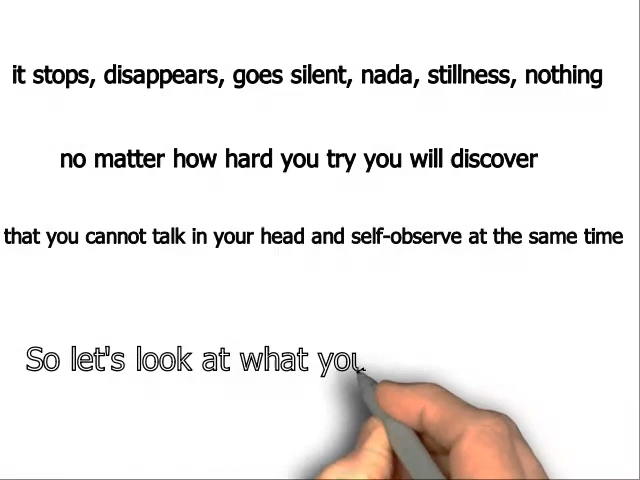 it stops, disappears, goes silent, nada, stillness, nothing
no matter how hard you try you will discover
that you cannot talk in your head and self-observe at the same time
So let's look at what you